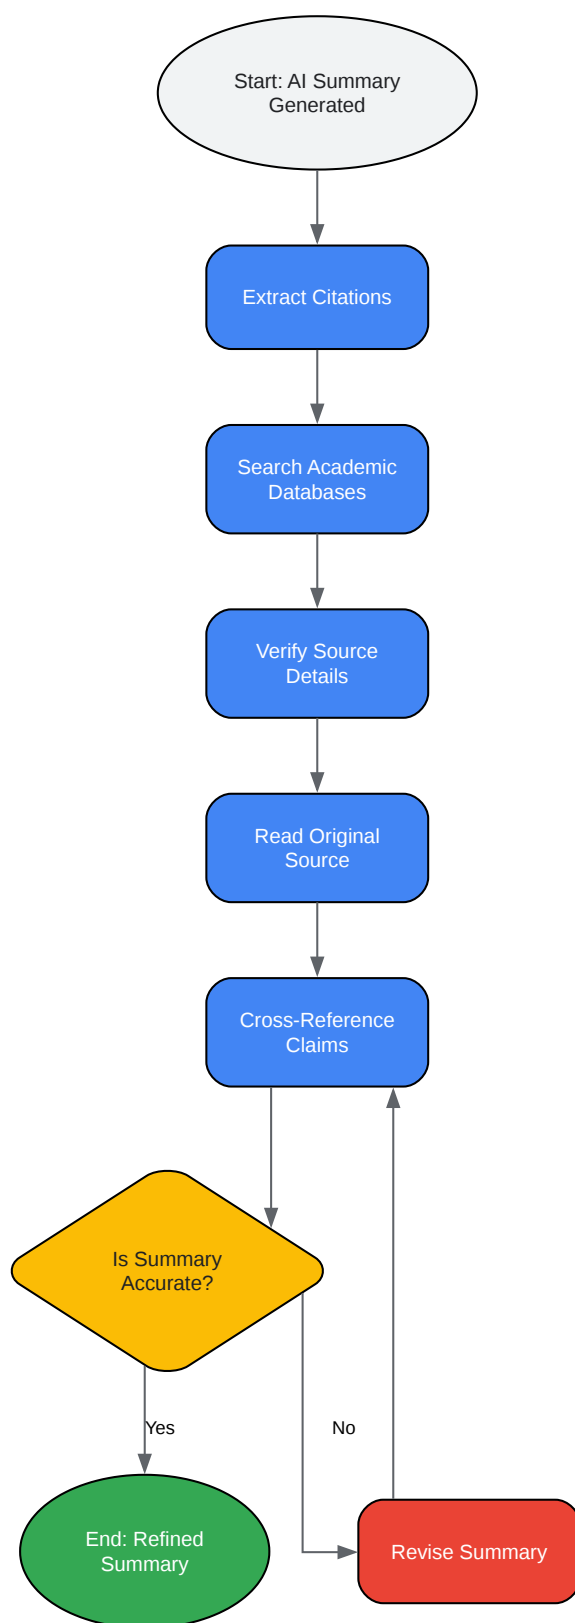 Start: AI Summary
Generated
Extract Citations
Search Academic
Databases
Verify Source
Details
Read Original
Source
Cross-Reference
Claims
Is Summary
Accurate?
Yes
No
End: Refined
Summary
Revise Summary